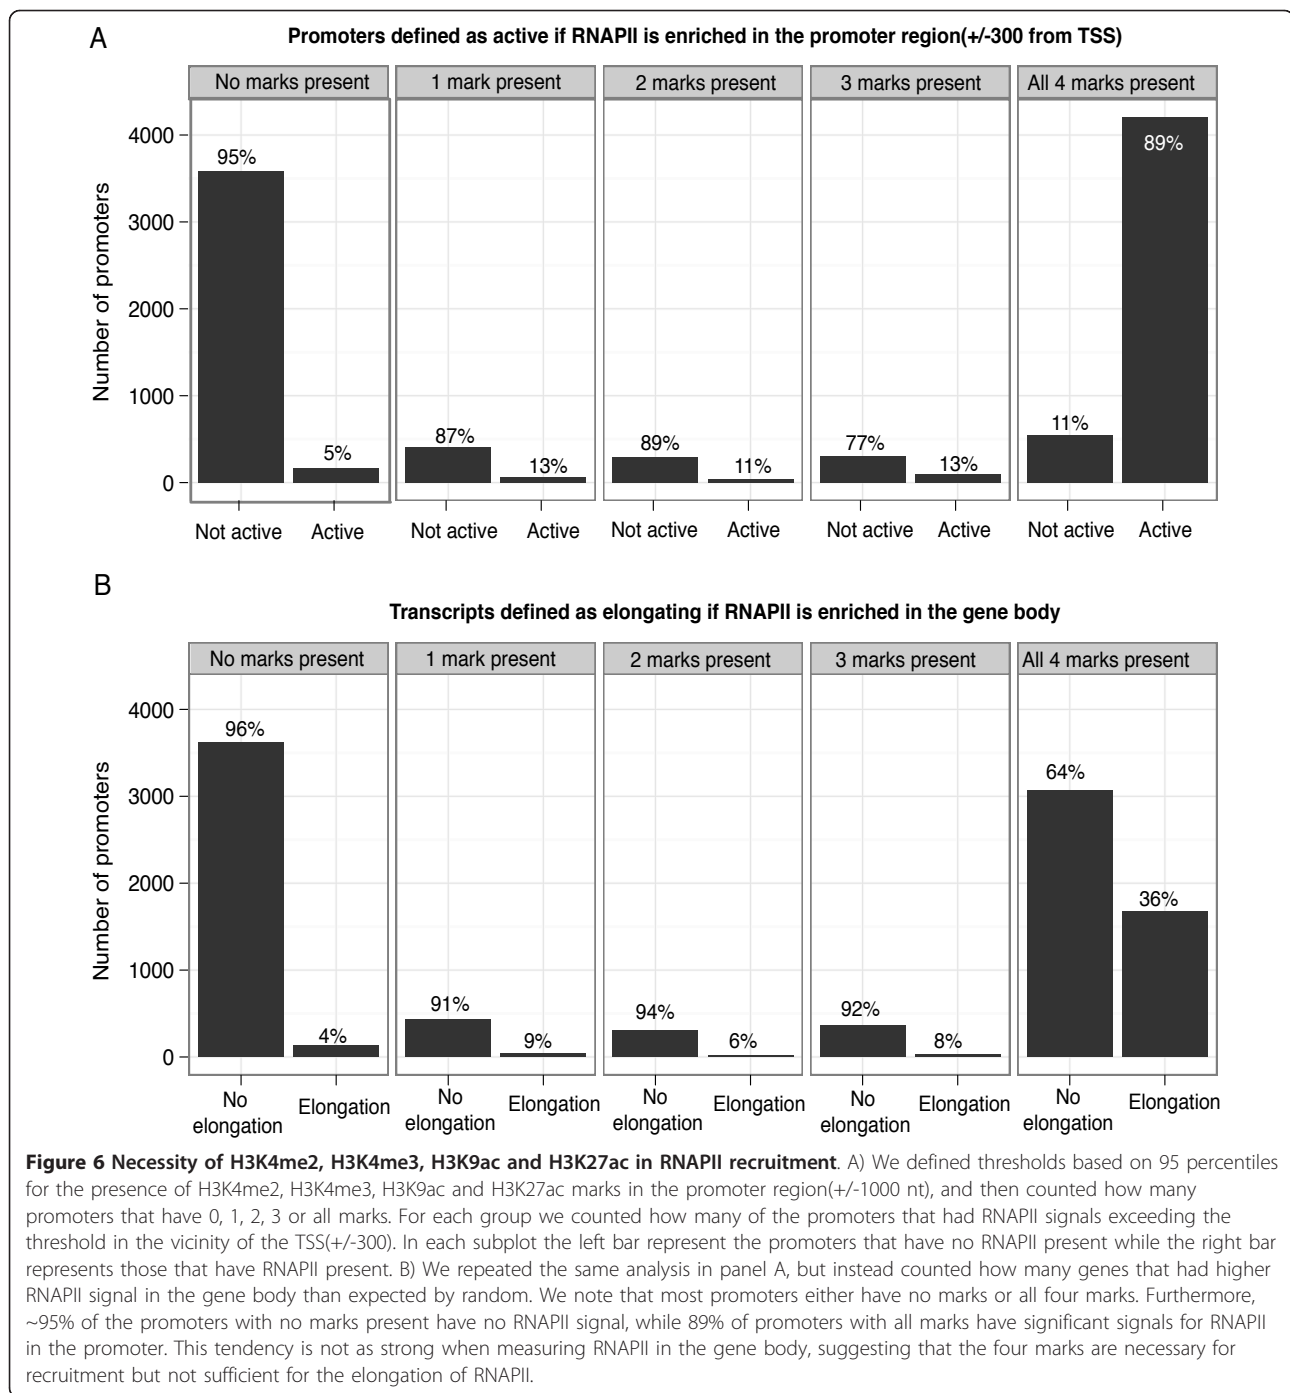 A
Promoters defined as active if RNAPII is enriched in the promoter region(+/-300 from TSS)
No marks present
1 mark present
2 marks present
3 marks present
All 4 marks present
Number of promoters
4000
3000
2000
1000
0
95%
5%
87%
13%
89%
11%
77%
13%
11%
89%
Not active
Active
Not active
Active
Not active
Active
Not active
Active
Not active
Active
B
Transcripts defined as elongating if RNAPII is enriched in the gene body
No marks present
1 mark present
2 marks present
3 marks present
All 4 marks present
Number of promoters
4000
3000
2000
1000
0
96%
4%
91%
9%
94%
6%
92%
8%
64%
36%
No
elongation
Elongation
No
elongation
Elongation
No
elongation
Elongation
No
elongation
Elongation
No
elongation
Elongation
Figure 6 Necessity of H3K4me2, H3K4me3, H3K9ac and H3K27ac in RNAPII recruitment. A) We defined thresholds based on 95 percentiles
for the presence of H3K4me2, H3K4me3, H3K9ac and H3K27ac marks in the promoter region(+/-1000 nt), and then counted how many
promoters that have 0, 1, 2, 3 or all marks. For each group we counted how many of the promoters that had RNAPII signals exceeding the
threshold in the vicinity of the TSS(+/-300). In each subplot the left bar represent the promoters that have no RNAPII present while the right bar
represents those that have RNAPII present. B) We repeated the same analysis in panel A, but instead counted how many genes that had higher
RNAPII signal in the gene body than expected by random. We note that most promoters either have no marks or all four marks. Furthermore,
~95% of the promoters with no marks present have no RNAPII signal, while 89% of promoters with all marks have significant signals for RNAPII
in the promoter. This tendency is not as strong when measuring RNAPII in the gene body, suggesting that the four marks are necessary for
recruitment but not sufficient for the elongation of RNAPII.